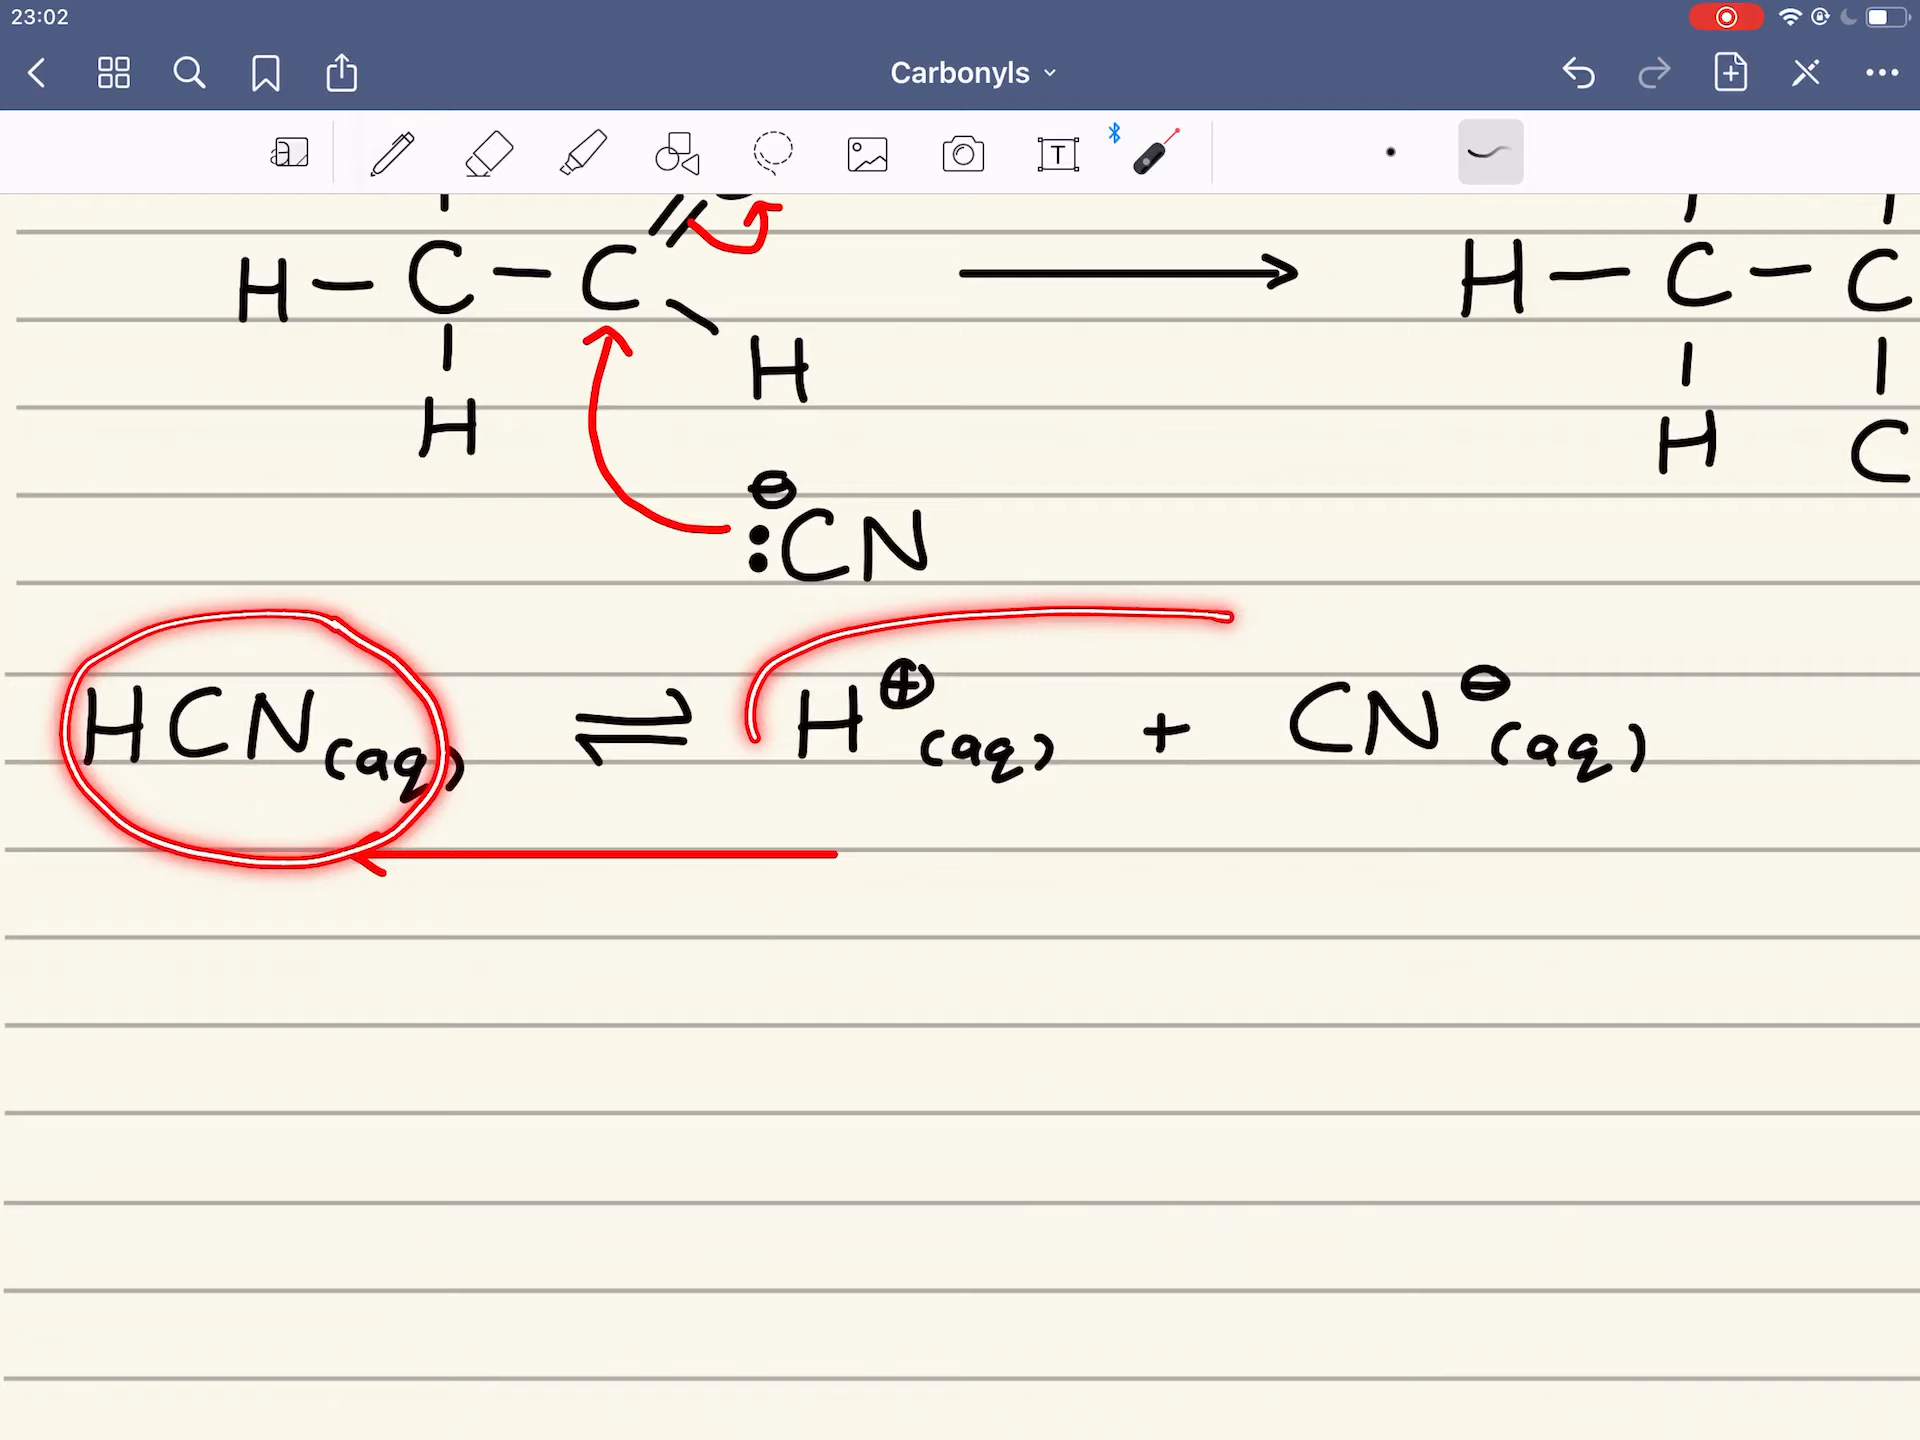 23:02
Carbonyls
T
H - C - C → H - C - C
H
H
H C
⊖
:CN
HCN(aq) ⇌ H⊕(aq) + CN⊖(aq)